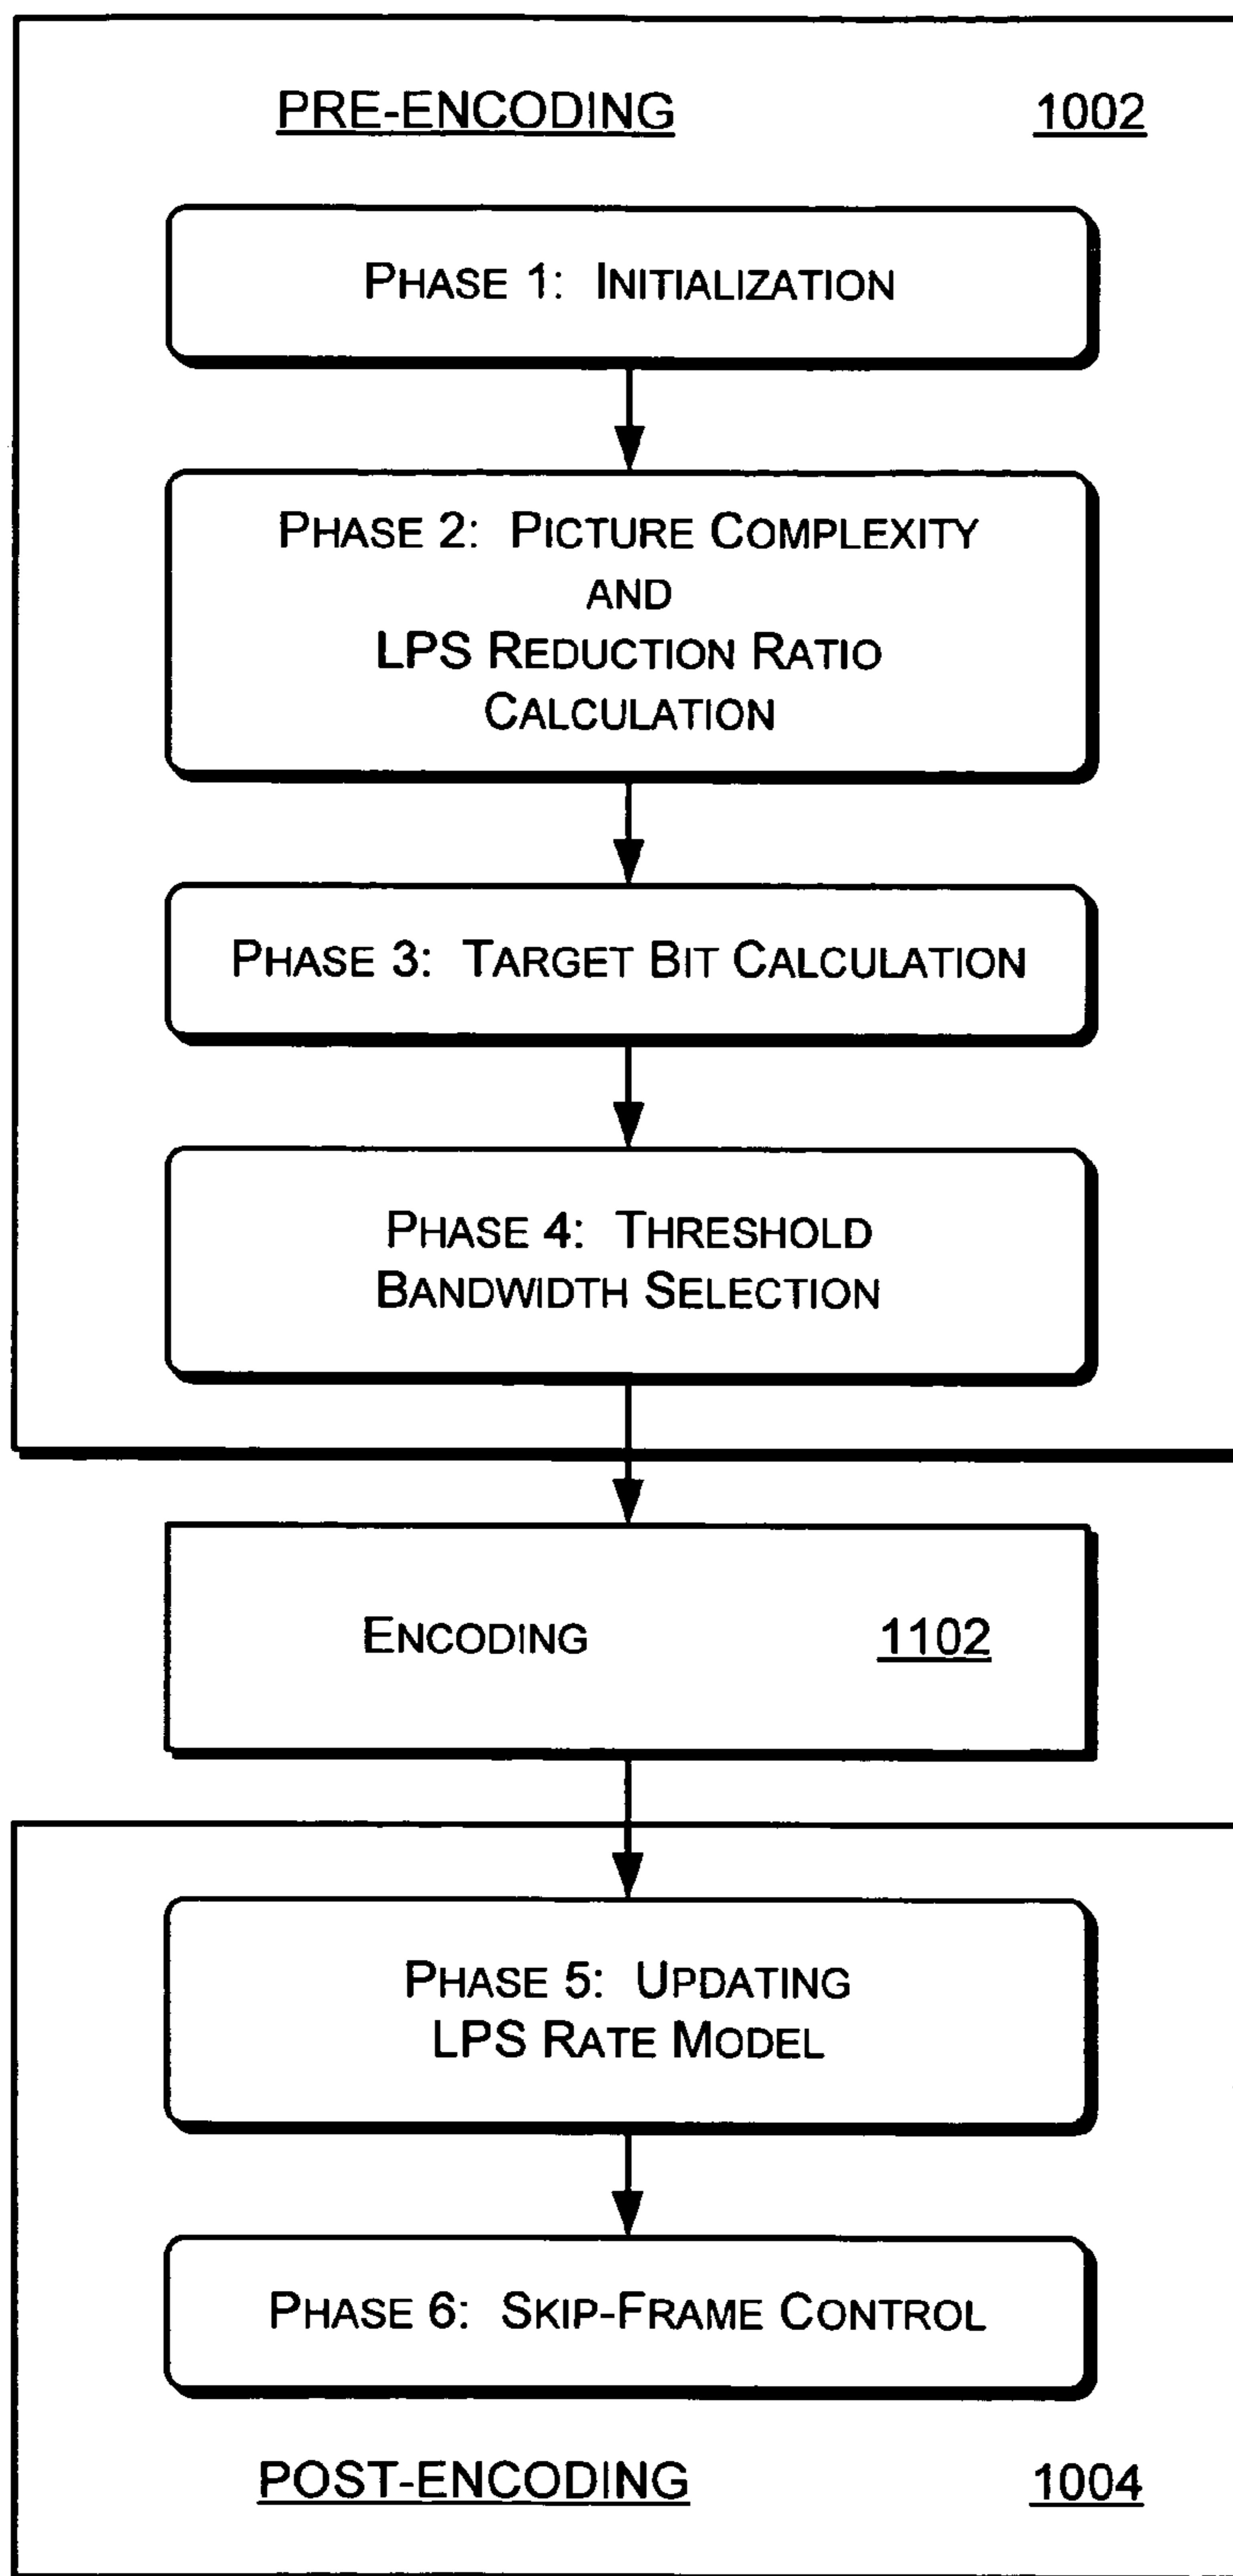 PRE-ENCODING 1002
PHASE 1: INITIALIZATION
PHASE 2: PICTURE COMPLEXITY
AND
LPS REDUCTION RATIO
CALCULATION
PHASE 3: TARGET BIT CALCULATION
PHASE 4: THRESHOLD
BANDWIDTH SELECTION
ENCODING 1102
PHASE 5: UPDATING
LPS RATE MODEL
PHASE 6: SKIP-FRAME CONTROL
POST-ENCODING 1004